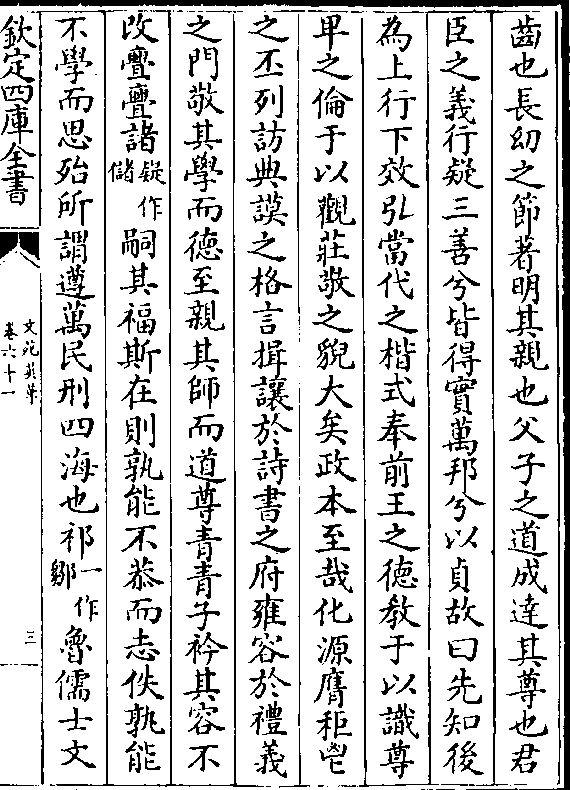 齒也長幼之節著明其親也父子之道成達其尊也君
臣之義行疑三善兮皆得實萬邦兮以貞故曰先知後
為上行下效引當代之楷式奉前王之德教于以識尊
卑之倫于以觀莊敬之貌大矣政本至哉化源膺秬鬯
之丕列訪典謨之格言揖讓於詩書之府雍容於禮義
之門敬其學而德至親其師而道尊青青子衿其容不
改亹亹諸疑作儲嗣其福斯在則孰能不恭而志佚孰能
不學而思殆所謂遵萬民刑四海也祁一作鄒魯儒士文
欽定四庫全書
文苑英華
卷六十一
三